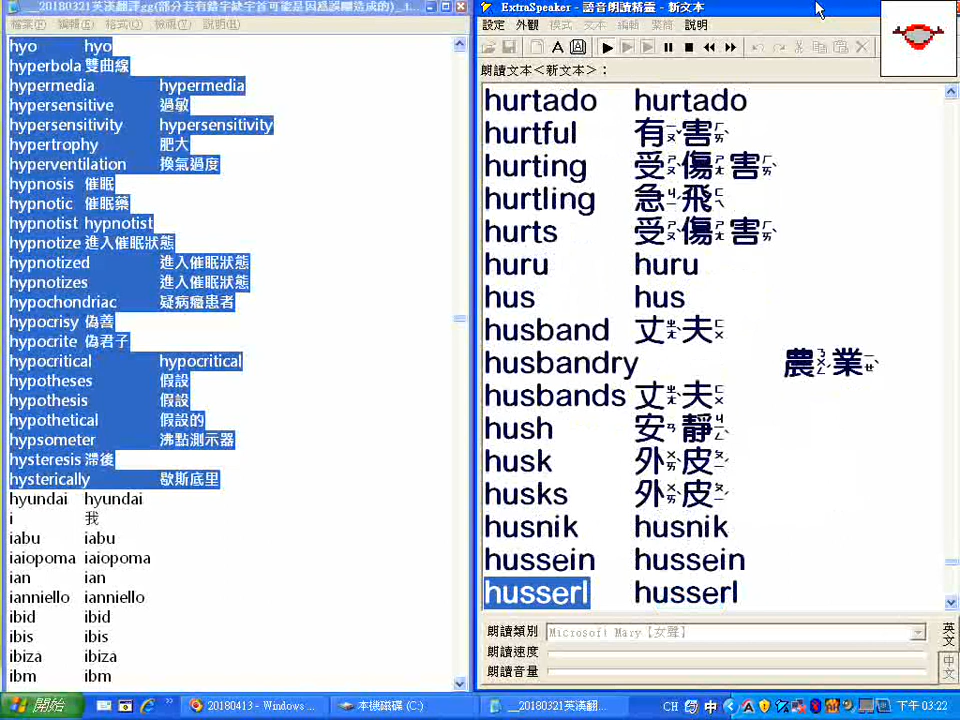 __20180321英漢翻譯gg(部分若有錯字缺字首可能是因為誤刪造成的)_t...
檔案(F) 編輯(E) 格式(O) 檢視(V) 說明(H)
hyo hyo
hyperbola 雙曲線
hypermedia hypermedia
hypersensitive 過敏
hypersensitivity hypersensitivity
hypertrophy 肥大
hyperventilation 換氣過度
hypnosis 催眠
hypnotic 催眠藥
hypnotist hypnotist
hypnotize 進入催眠狀態
hypnotized 進入催眠狀態
hypnotizes 進入催眠狀態
hypochondriac 疑病癥患者
hypocrisy 偽善
hypocrite 偽君子
hypocritical hypocritical
hypotheses 假設
hypothesis 假設
hypothetical 假設的
hypsometer 沸點測示器
hysteresis 滯後
hysterically 歇斯底里
hyundai hyundai
i 我
iabu iabu
iaiopoma iaiopoma
ian ian
ianniello ianniello
ibid ibid
ibis ibis
ibiza ibiza
ibm ibm
ExtraSpeaker - 語音朗讀精靈 - 新文本
設定 外觀 模式 文本 編輯 菜簡 說明
朗讀文本<新文本>：
hurtado hurtado
hurtful 有害
hurting 受傷害
hurtling 急飛
hurts 受傷害
huru huru
hus hus
husband 丈夫
husbandry 農業
husbands 丈夫
hush 安靜
husk 外皮
husks 外皮
husnik husnik
hussein hussein
husserl husserl
朗讀類別 Microsoft Mary【女聲】
朗讀速度
朗讀音量
英文
中文
開始 20180413 - Windows ... 本機磁碟 (C:) __20180321英漢翻... CH 中 下午 03:22